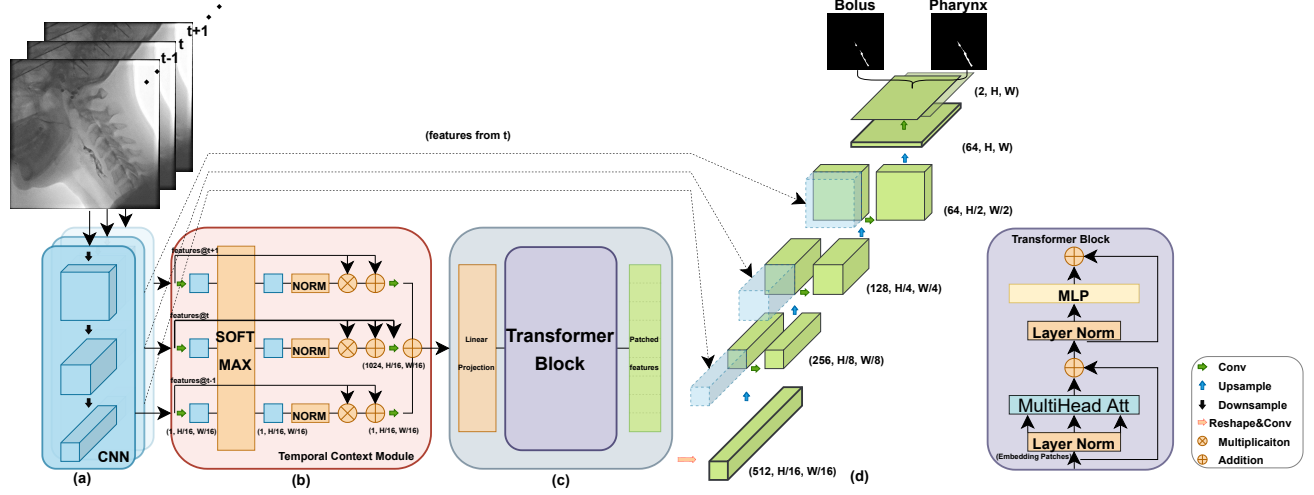 t+1
t
t-1
Bolus
Pharynx
(2, H, W)
(features from t)
(64, H, W)
(64, H/2, W/2)
(128, H/4, W/4)
(256, H/8, W/8)
(512, H/16, W/16)
CNN
(a)
features@t+1
NORM
features@t
SOFT
MAX
NORM
(1024, H/16, W/16)
features@t-1
NORM
(1, H/16, W/16)
(1, H/16, W/16)
(1, H/16, W/16)
Temporal Context Module
(b)
Linear
Projection
Transformer
Block
Patched
features
(c)
(d)
Transformer Block
MLP
Layer Norm
MultiHead Att
Layer Norm
(Embedding Patches)
Conv
Upsample
Downsample
Reshape&Conv
Multiplicaiton
Addition